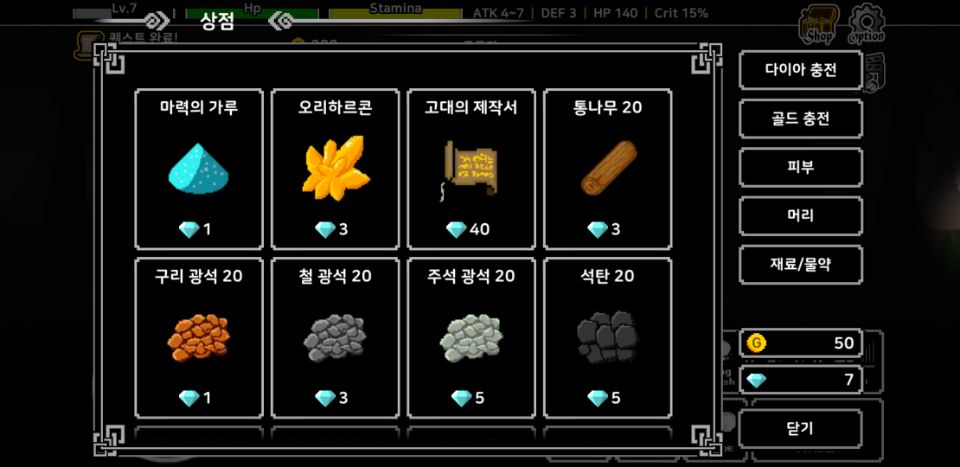 Lv.7
Hp
Stamina
ATK 4~7 | DEF 3 | HP 140 | Crit 15%
상점
퀘스트 완료!
Shop
Option
마력의 가루
오리하르콘
고대의 제작서
통나무 20
1
3
40
3
구리 광석 20
철 광석 20
주석 광석 20
석탄 20
1
3
5
5
다이아 충전
골드 충전
피부
머리
재료/물약
G 50
7
닫기